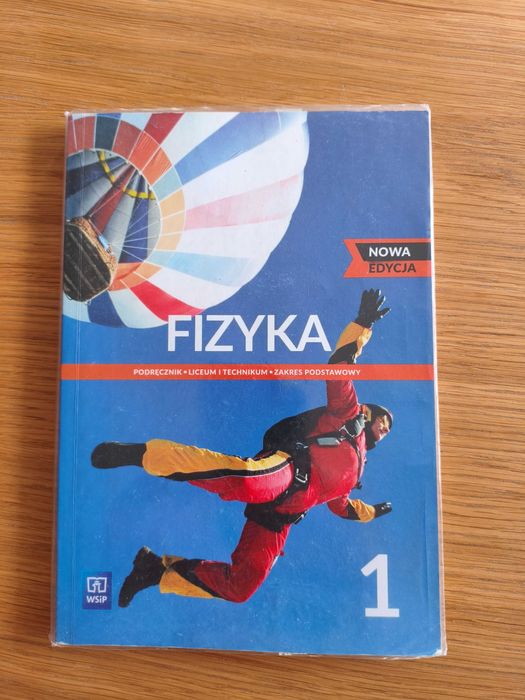 NOWA
EDYCJA
FIZYKA
PODRĘCZNIK • LICEUM I TECHNIKUM • ZAKRES PODSTAWOWY
WSiP
1